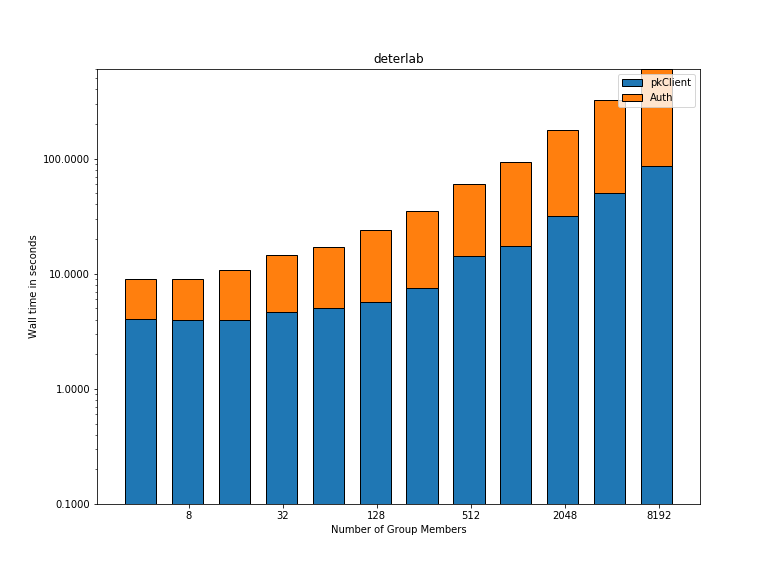 deterlab
pkClient
Auth
100.0000
10.0000
1.0000
0.1000
Wall time in seconds
8 32 128 512 2048 8192
Number of Group Members